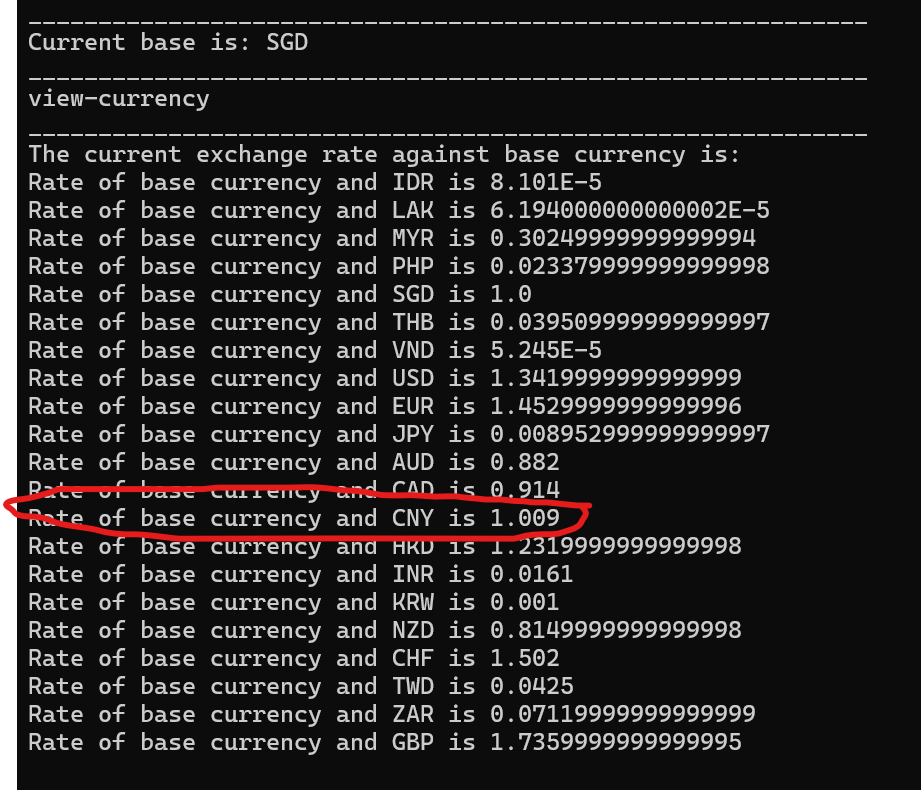 ____________________________________________________________
Current base is: SGD
____________________________________________________________
view-currency
____________________________________________________________
The current exchange rate against base currency is:
Rate of base currency and IDR is 8.101E-5
Rate of base currency and LAK is 6.194000000000002E-5
Rate of base currency and MYR is 0.30249999999999994
Rate of base currency and PHP is 0.023379999999999998
Rate of base currency and SGD is 1.0
Rate of base currency and THB is 0.039509999999999997
Rate of base currency and VND is 5.245E-5
Rate of base currency and USD is 1.3419999999999999
Rate of base currency and EUR is 1.4529999999999996
Rate of base currency and JPY is 0.008952999999999997
Rate of base currency and AUD is 0.882
Rate of base currency and CAD is 0.914
Rate of base currency and CNY is 1.009
Rate of base currency and HKD is 1.2319999999999998
Rate of base currency and INR is 0.0161
Rate of base currency and KRW is 0.001
Rate of base currency and NZD is 0.8149999999999998
Rate of base currency and CHF is 1.502
Rate of base currency and TWD is 0.0425
Rate of base currency and ZAR is 0.07119999999999999
Rate of base currency and GBP is 1.7359999999999995